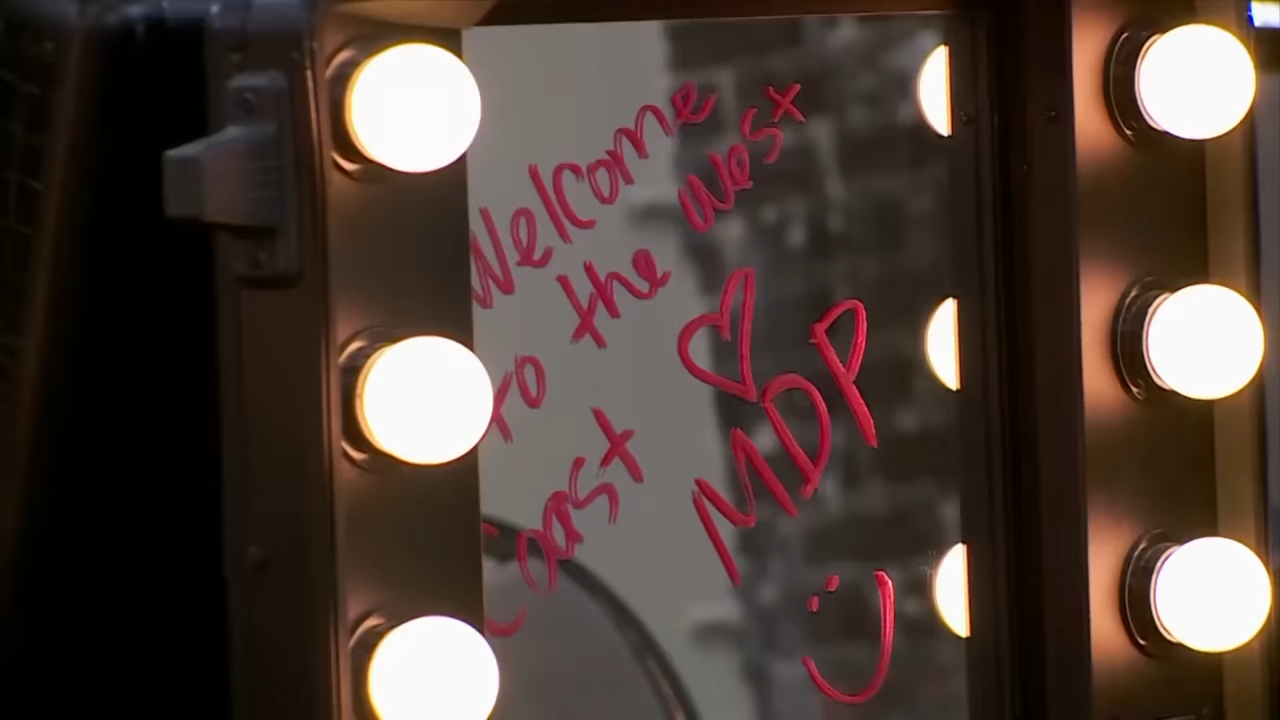 Welcome
to the West
Coast
♡ MDP
:)